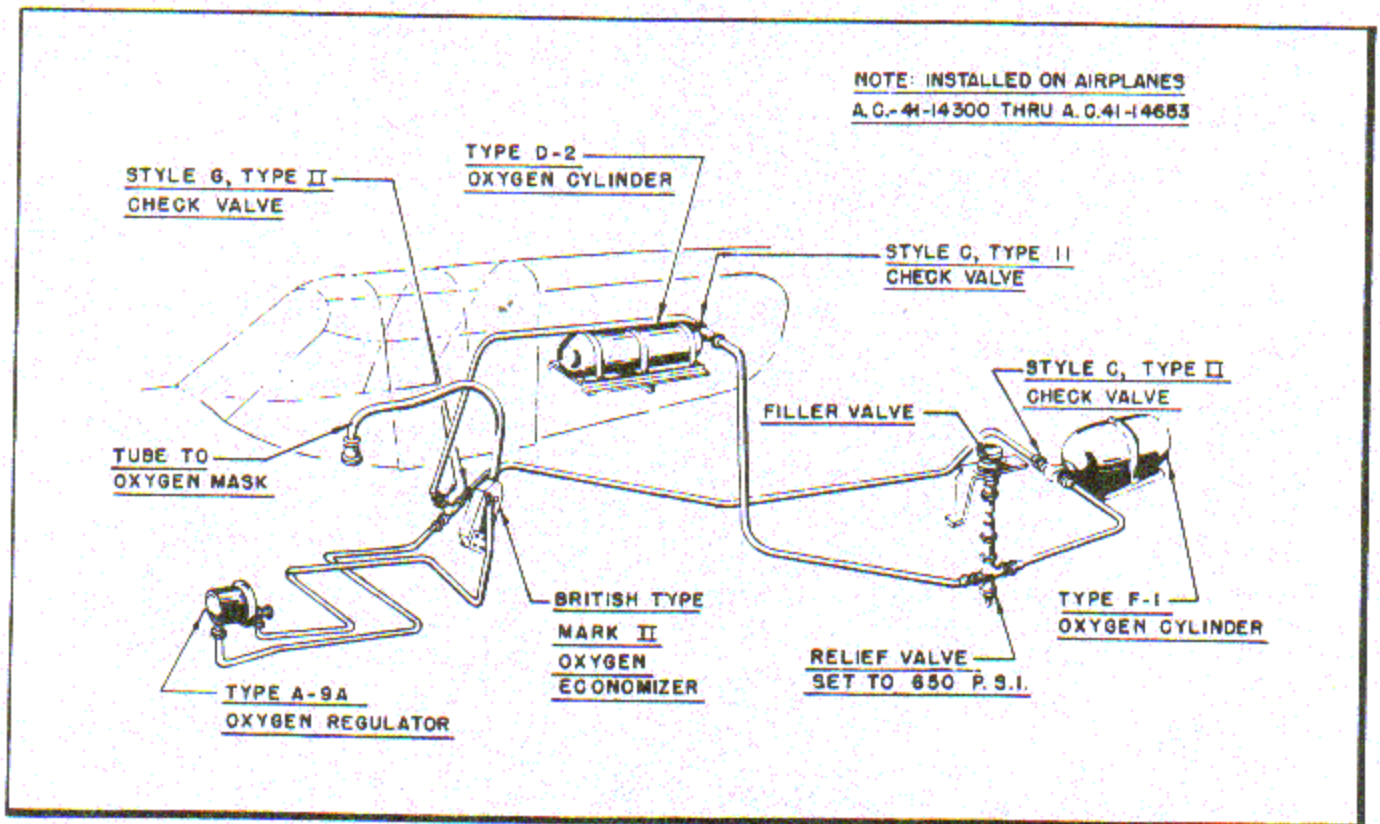 NOTE: INSTALLED ON AIRPLANES
A.C.-41-14300 THRU A.C.41-14653
TYPE D-2
OXYGEN CYLINDER
STYLE G, TYPE II
CHECK VALVE
STYLE C, TYPE II
CHECK VALVE
STYLE C, TYPE II
CHECK VALVE
FILLER VALVE
TUBE TO
OXYGEN MASK
BRITISH TYPE
MARK II
OXYGEN
ECONOMIZER
TYPE F-1
OXYGEN CYLINDER
RELIEF VALVE
SET TO 650 P.S.I.
TYPE A-9A
OXYGEN REGULATOR